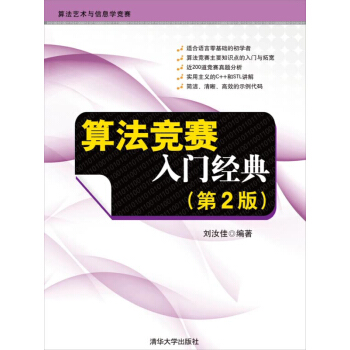 算法艺术与信息学竞赛
• 适合语言零基础的初学者
• 算法竞赛主要知识点的入门与拓宽
• 近200道竞赛真题分析
• 实用主义的C++和STL讲解
• 简洁、清晰、高效的示例代码
算法竞赛
入门经典
(第2版)
刘汝佳◎编著
清华大学出版社